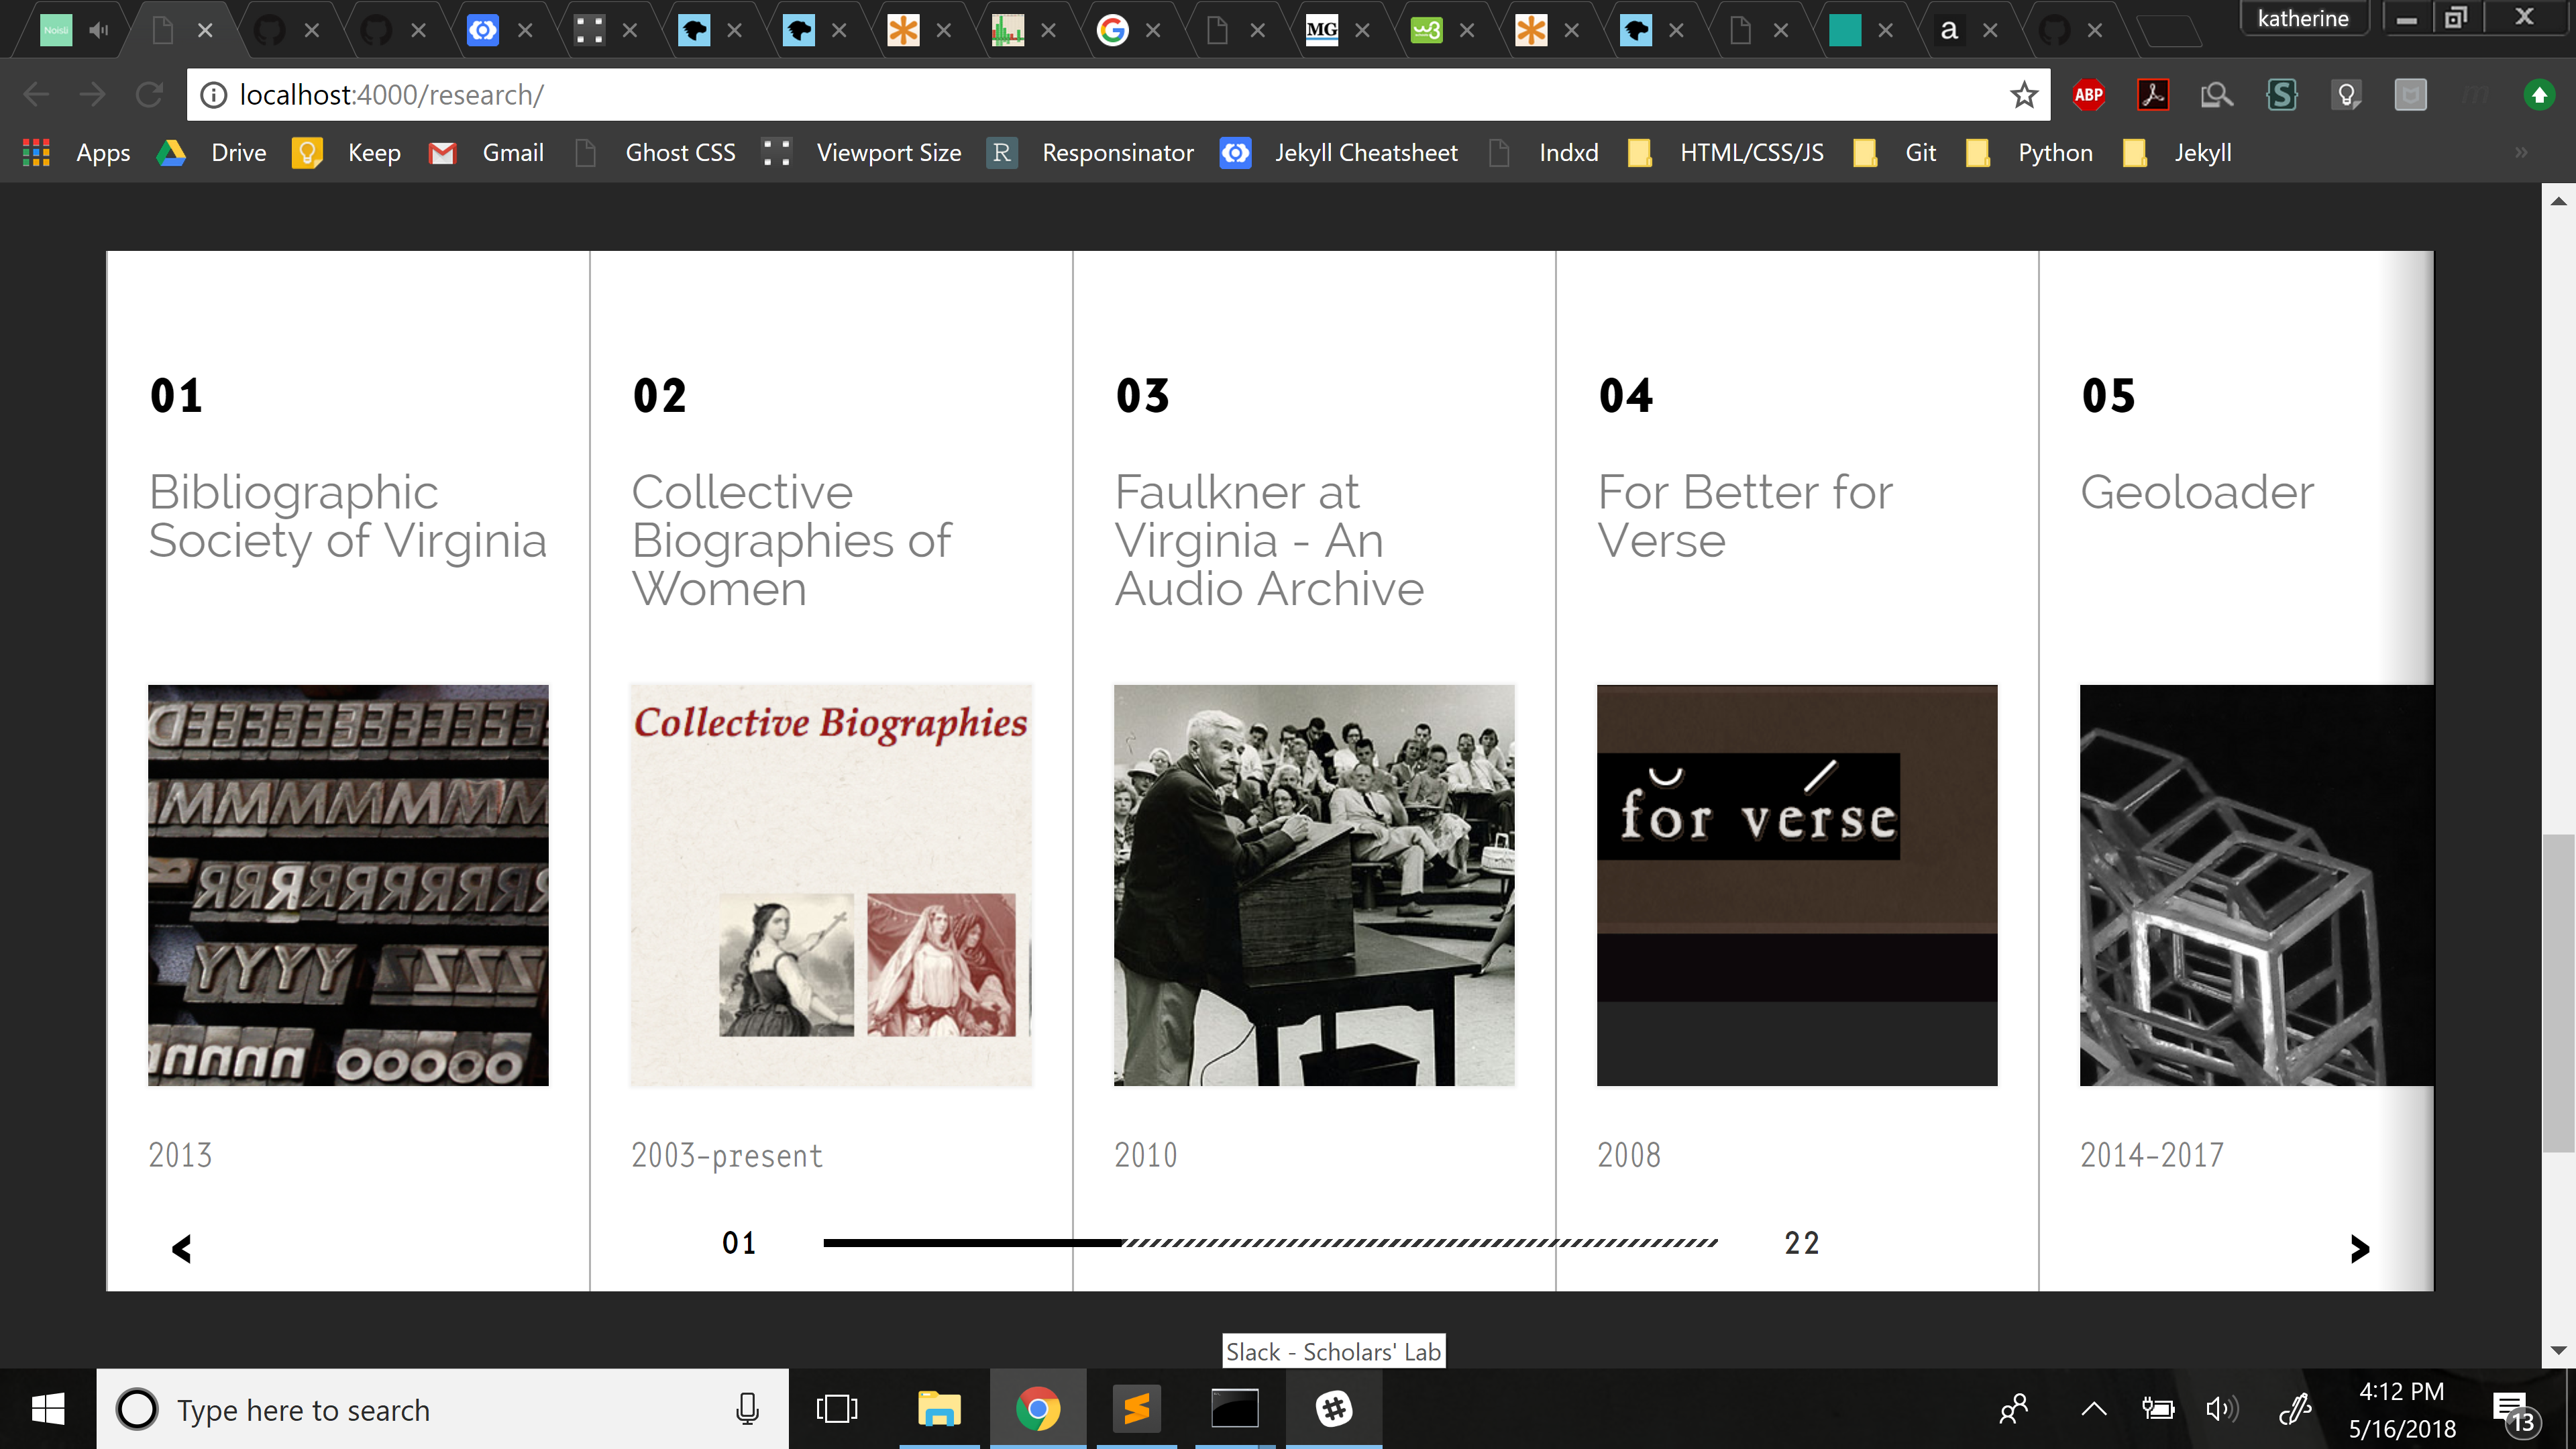 Noisli
MG
w3
a
katherine
localhost:4000/research/
ABP
S
Apps
Drive
Keep
Gmail
Ghost CSS
Viewport Size
R
Responsinator
Jekyll Cheatsheet
Indxd
HTML/CSS/JS
Git
Python
Jekyll
»
01
Bibliographic
Society of Virginia
2013
02
Collective
Biographies of
Women
Collective Biographies
2003-present
03
Faulkner at
Virginia - An
Audio Archive
2010
04
For Better for
Verse
for verse
2008
05
Geoloader
2014-2017
<
01
22
>
Slack - Scholars' Lab
Type here to search
4:12 PM
5/16/2018
13